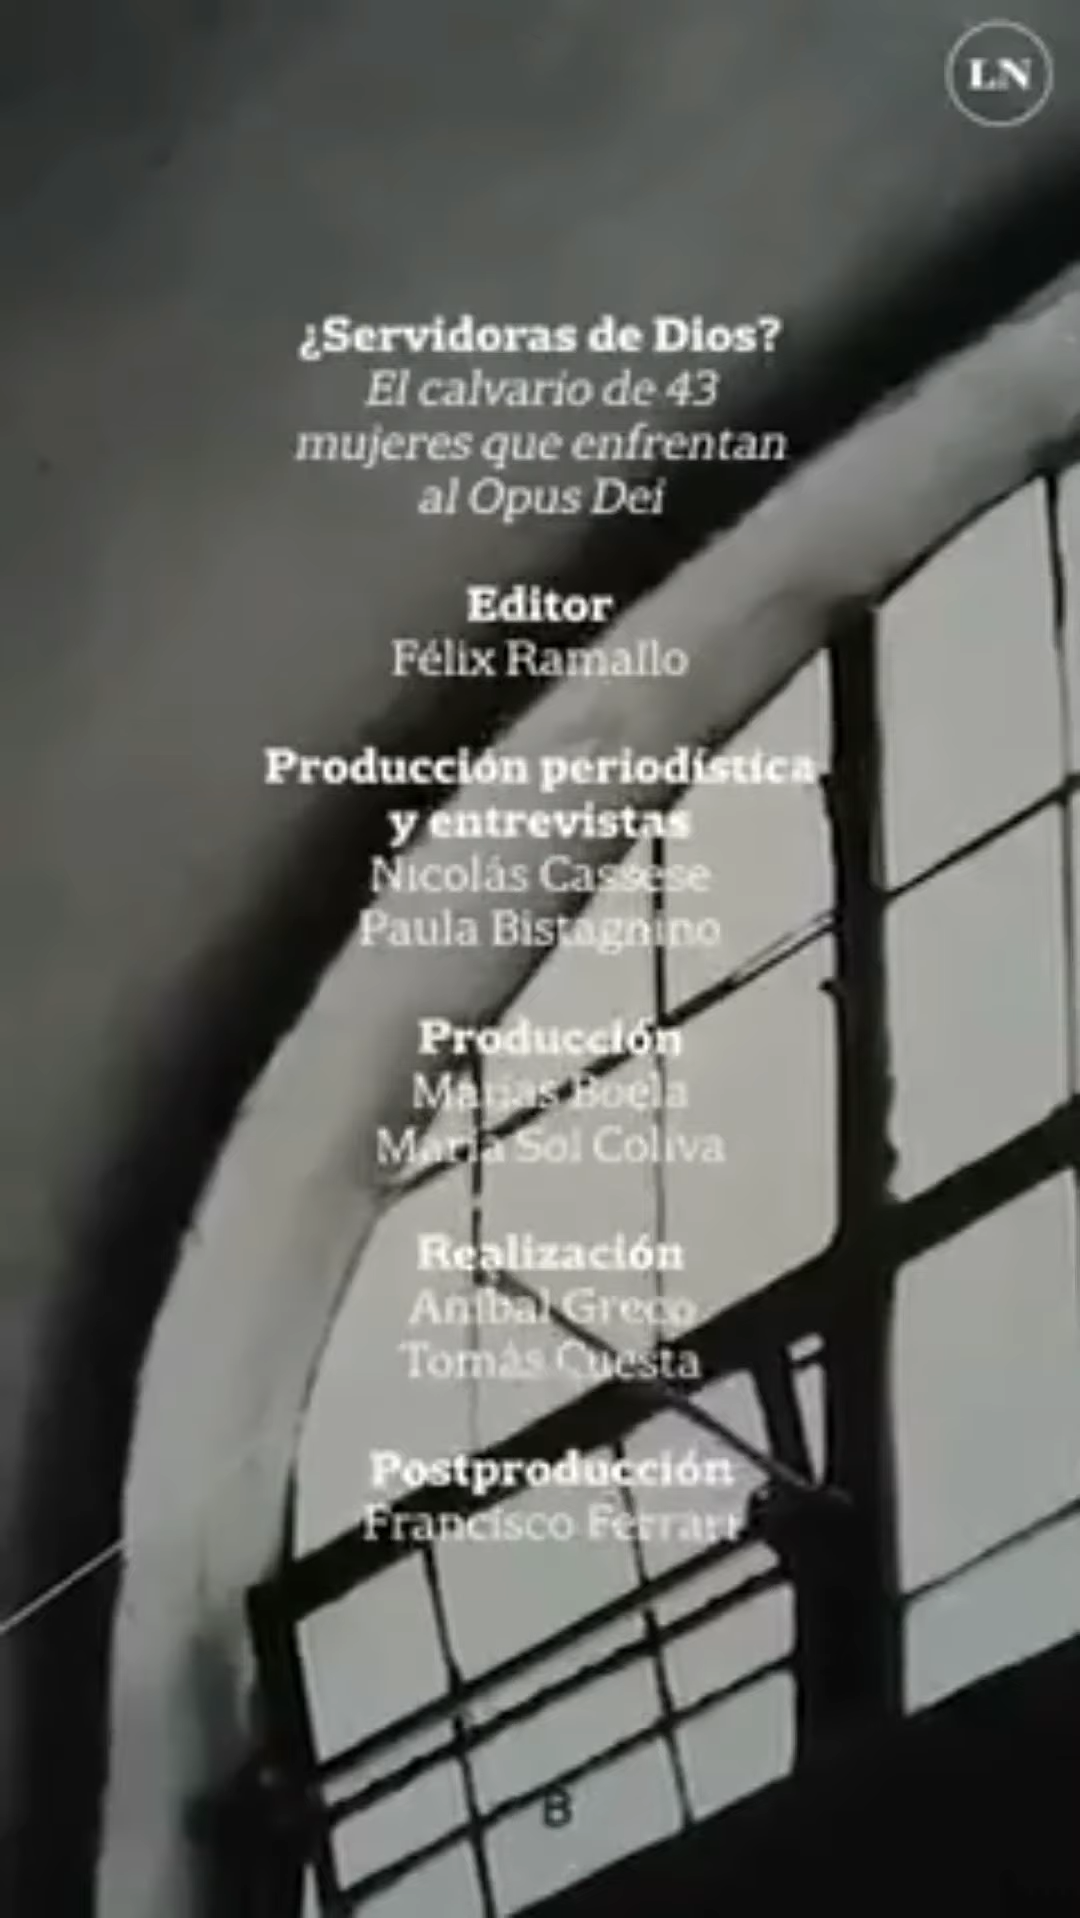 LN
¿Servidoras de Dios?
El calvario de 43
mujeres que enfrentan
al Opus Dei
Editor
Félix Ramallo
Producción periodística
y entrevistas
Nicolás Cassese
Paula Bistagnino
Producción
Matías Boela
María Sol Coliva
Realización
Aníbal Greco
Tomás Cuesta
Postproducción
Francisco Ferrari
B